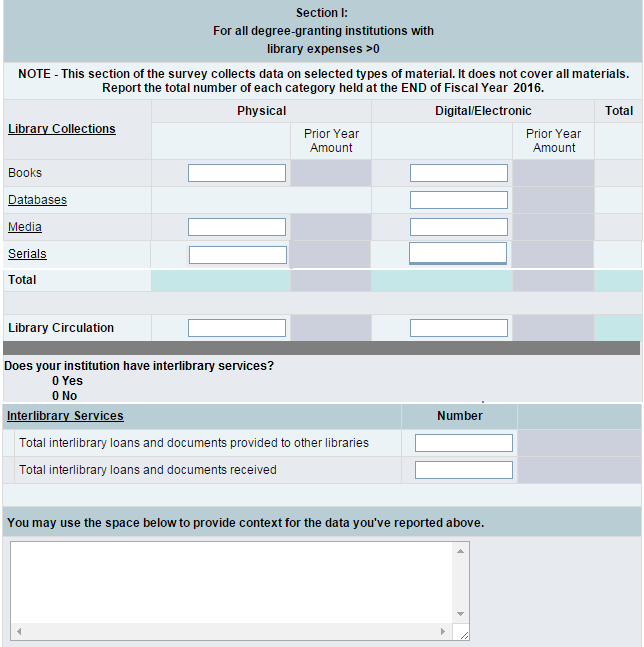 Section I:
For all degree-granting institutions with
library expenses >0
NOTE - This section of the survey collects data on selected types of material. It does not cover all materials.
Report the total number of each category held at the END of Fiscal Year 2016.
Library Collections
Physical
Digital/Electronic
Total
Prior Year
Amount
Prior Year
Amount
Books
Databases
Media
Serials
Total
Library Circulation
Does your institution have interlibrary services?
0 Yes
0 No
Interlibrary Services
Number
Total interlibrary loans and documents provided to other libraries
Total interlibrary loans and documents received
You may use the space below to provide context for the data you've reported above.